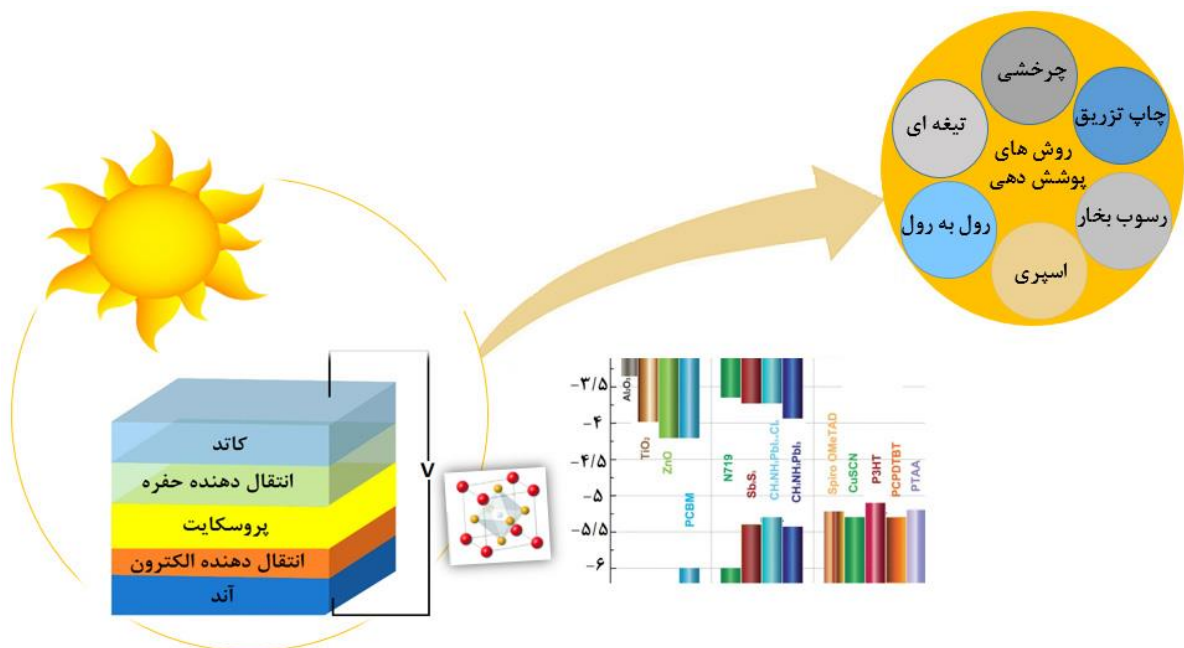 چرخشی
چاپ تزریق
تیغه ای
روش های
پوشش دهی
رول به رول
رسوب بخار
اسپری
کاتد
انتقال دهنده حفره
پروسکایت
انتقال دهنده الکترون
آند
V
-۳/۵
-۴
-۴/۵
-۵
-۵/۵
-۶
Al₂O₃
TiO₂
ZnO
PCBM
N719
Sb₂S₃
CH₃NH₃PbI₃₋ₓClₓ
CH₃NH₃PbI₃
Spiro OMeTAD
CuSCN
P3HT
PCPDTBT
PTAA